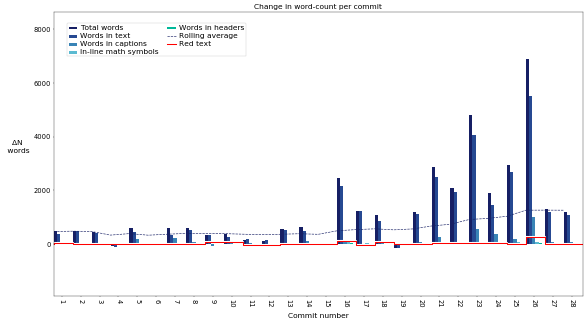 Change in word-count per commit
Total words
Words in text
Words in captions
In-line math symbols
Words in headers
Rolling average
Red text
8000
6000
4000
2000
0
ΔN
words
1 2 3 4 5 6 7 8 9 10 11 12 13 14 15 16 17 18 19 20 21 22 23 24 25 26 27 28
Commit number